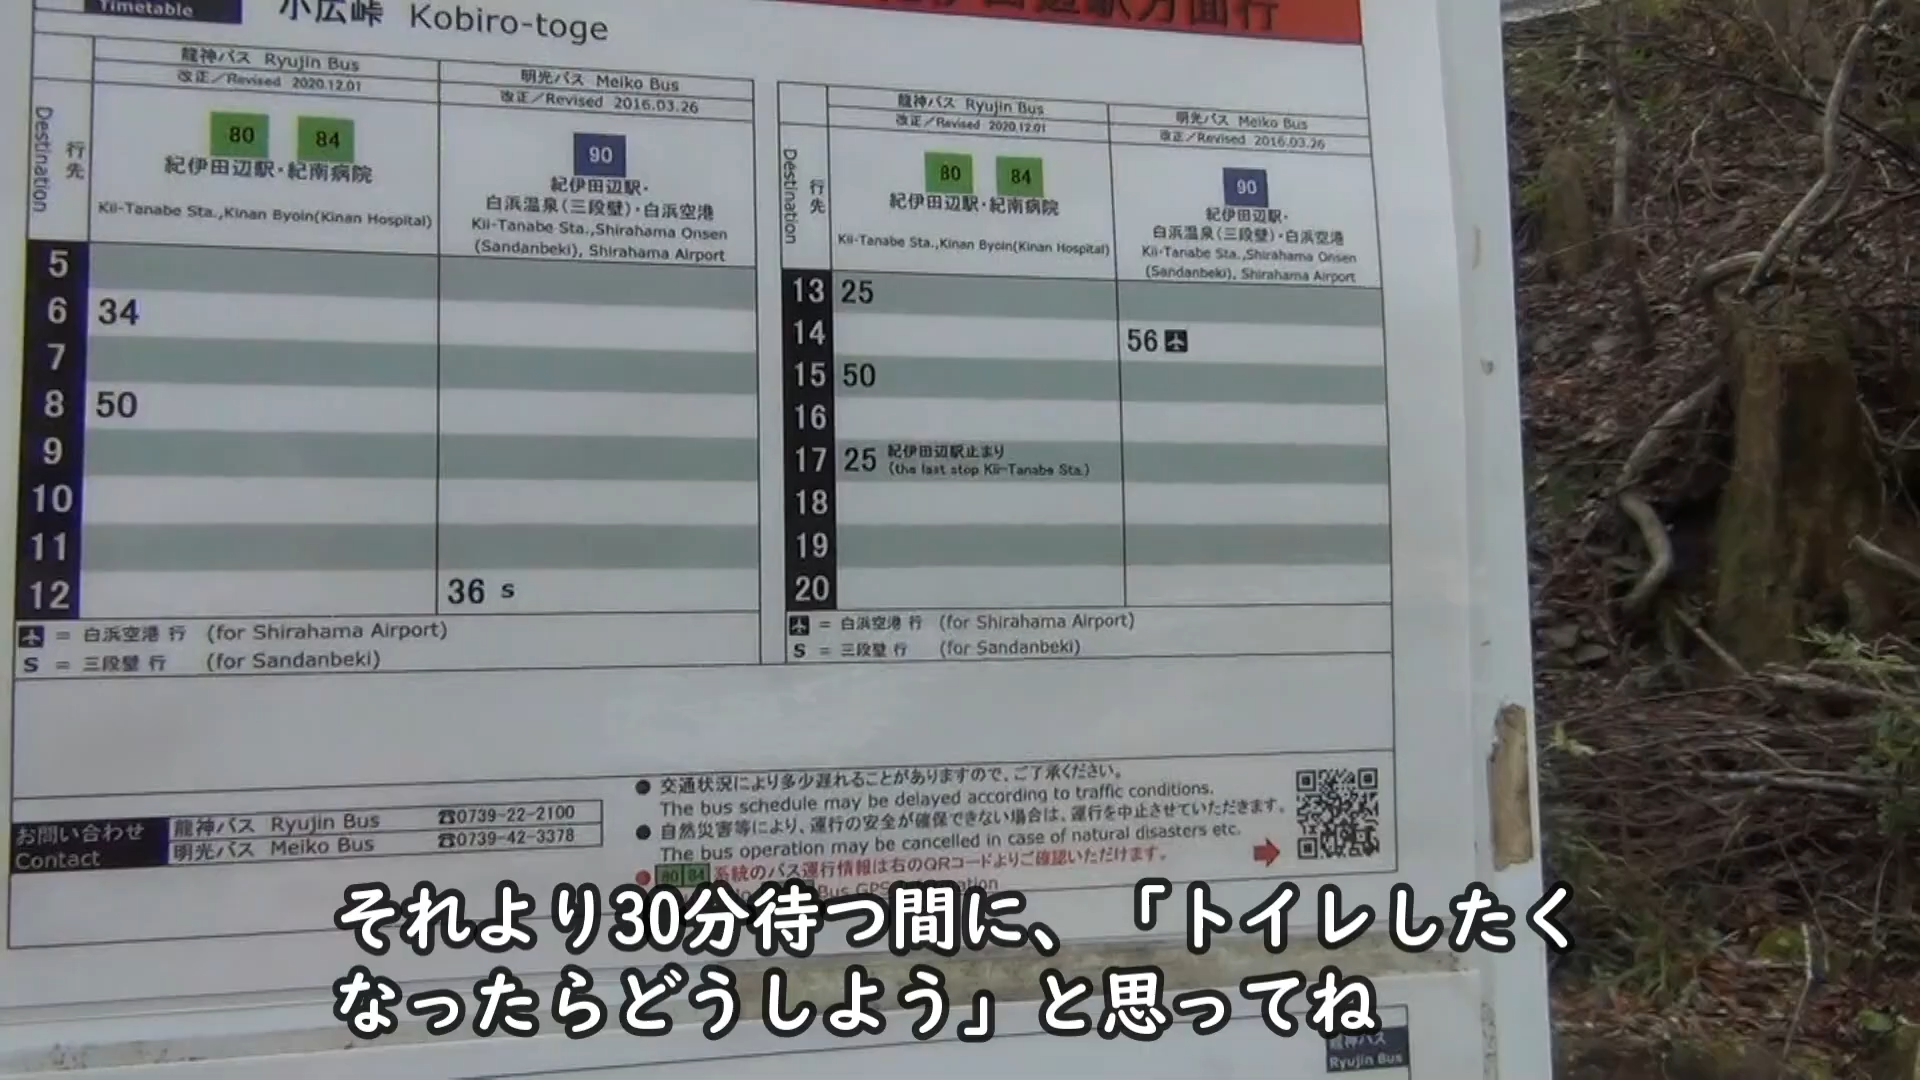 Timetable
小広峠 Kobiro-toge
紀伊田辺駅方面行
龍神バス Ryujin Bus
改正/Revised 2020.12.01
明光バス Meiko Bus
改正/Revised 2016.03.26
Destination
行先
80 84
紀伊田辺駅・紀南病院
Kii-Tanabe Sta.,Kinan Byoin(Kinan Hospital)
90
紀伊田辺駅・
白浜温泉(三段壁)・白浜空港
Kii-Tanabe Sta.,Shirahama Onsen
(Sandanbeki), Shirahama Airport
5
6 34
7
8 50
9
10
11
12 36 S
= 白浜空港 行 (for Shirahama Airport)
S = 三段壁 行 (for Sandanbeki)
龍神バス Ryujin Bus
改正/Revised 2020.12.01
明光バス Meiko Bus
改正/Revised 2016.03.26
Destination
行先
80 84
紀伊田辺駅・紀南病院
Kii-Tanabe Sta.,Kinan Byoin(Kinan Hospital)
90
紀伊田辺駅・
白浜温泉(三段壁)・白浜空港
Kii-Tanabe Sta.,Shirahama Onsen
(Sandanbeki), Shirahama Airport
13 25
14 56
15 50
16
17 25 紀伊田辺駅止まり
(the last stop Kii-Tanabe Sta.)
18
19
20
= 白浜空港 行 (for Shirahama Airport)
S = 三段壁 行 (for Sandanbeki)
お問い合わせ
Contact
龍神バス Ryujin Bus ☎0739-22-2100
明光バス Meiko Bus ☎0739-42-3378
● 交通状況により多少遅れることがありますので、ご了承ください。
The bus schedule may be delayed according to traffic conditions.
● 自然災害等により、運行の安全が確保できない場合は、運行を中止させていただきます。
The bus operation may be cancelled in case of natural disasters etc.
● 80 84 系統のバス運行情報は右のQRコードよりご確認いただけます。
Bus GPS
それより30分待つ間に、「トイレしたく
なったらどうしよう」と思ってね
龍神バス
Ryujin Bus